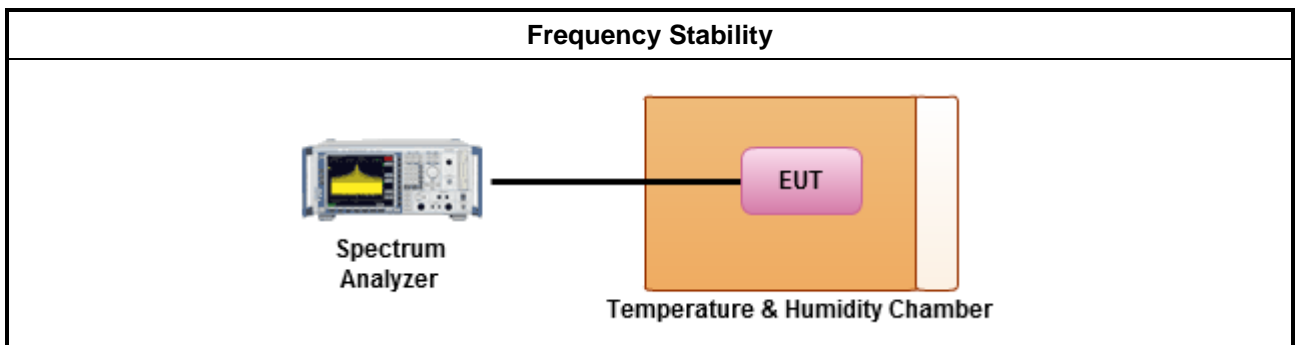 Frequency Stability
EUT
Spectrum
Analyzer
Temperature & Humidity Chamber